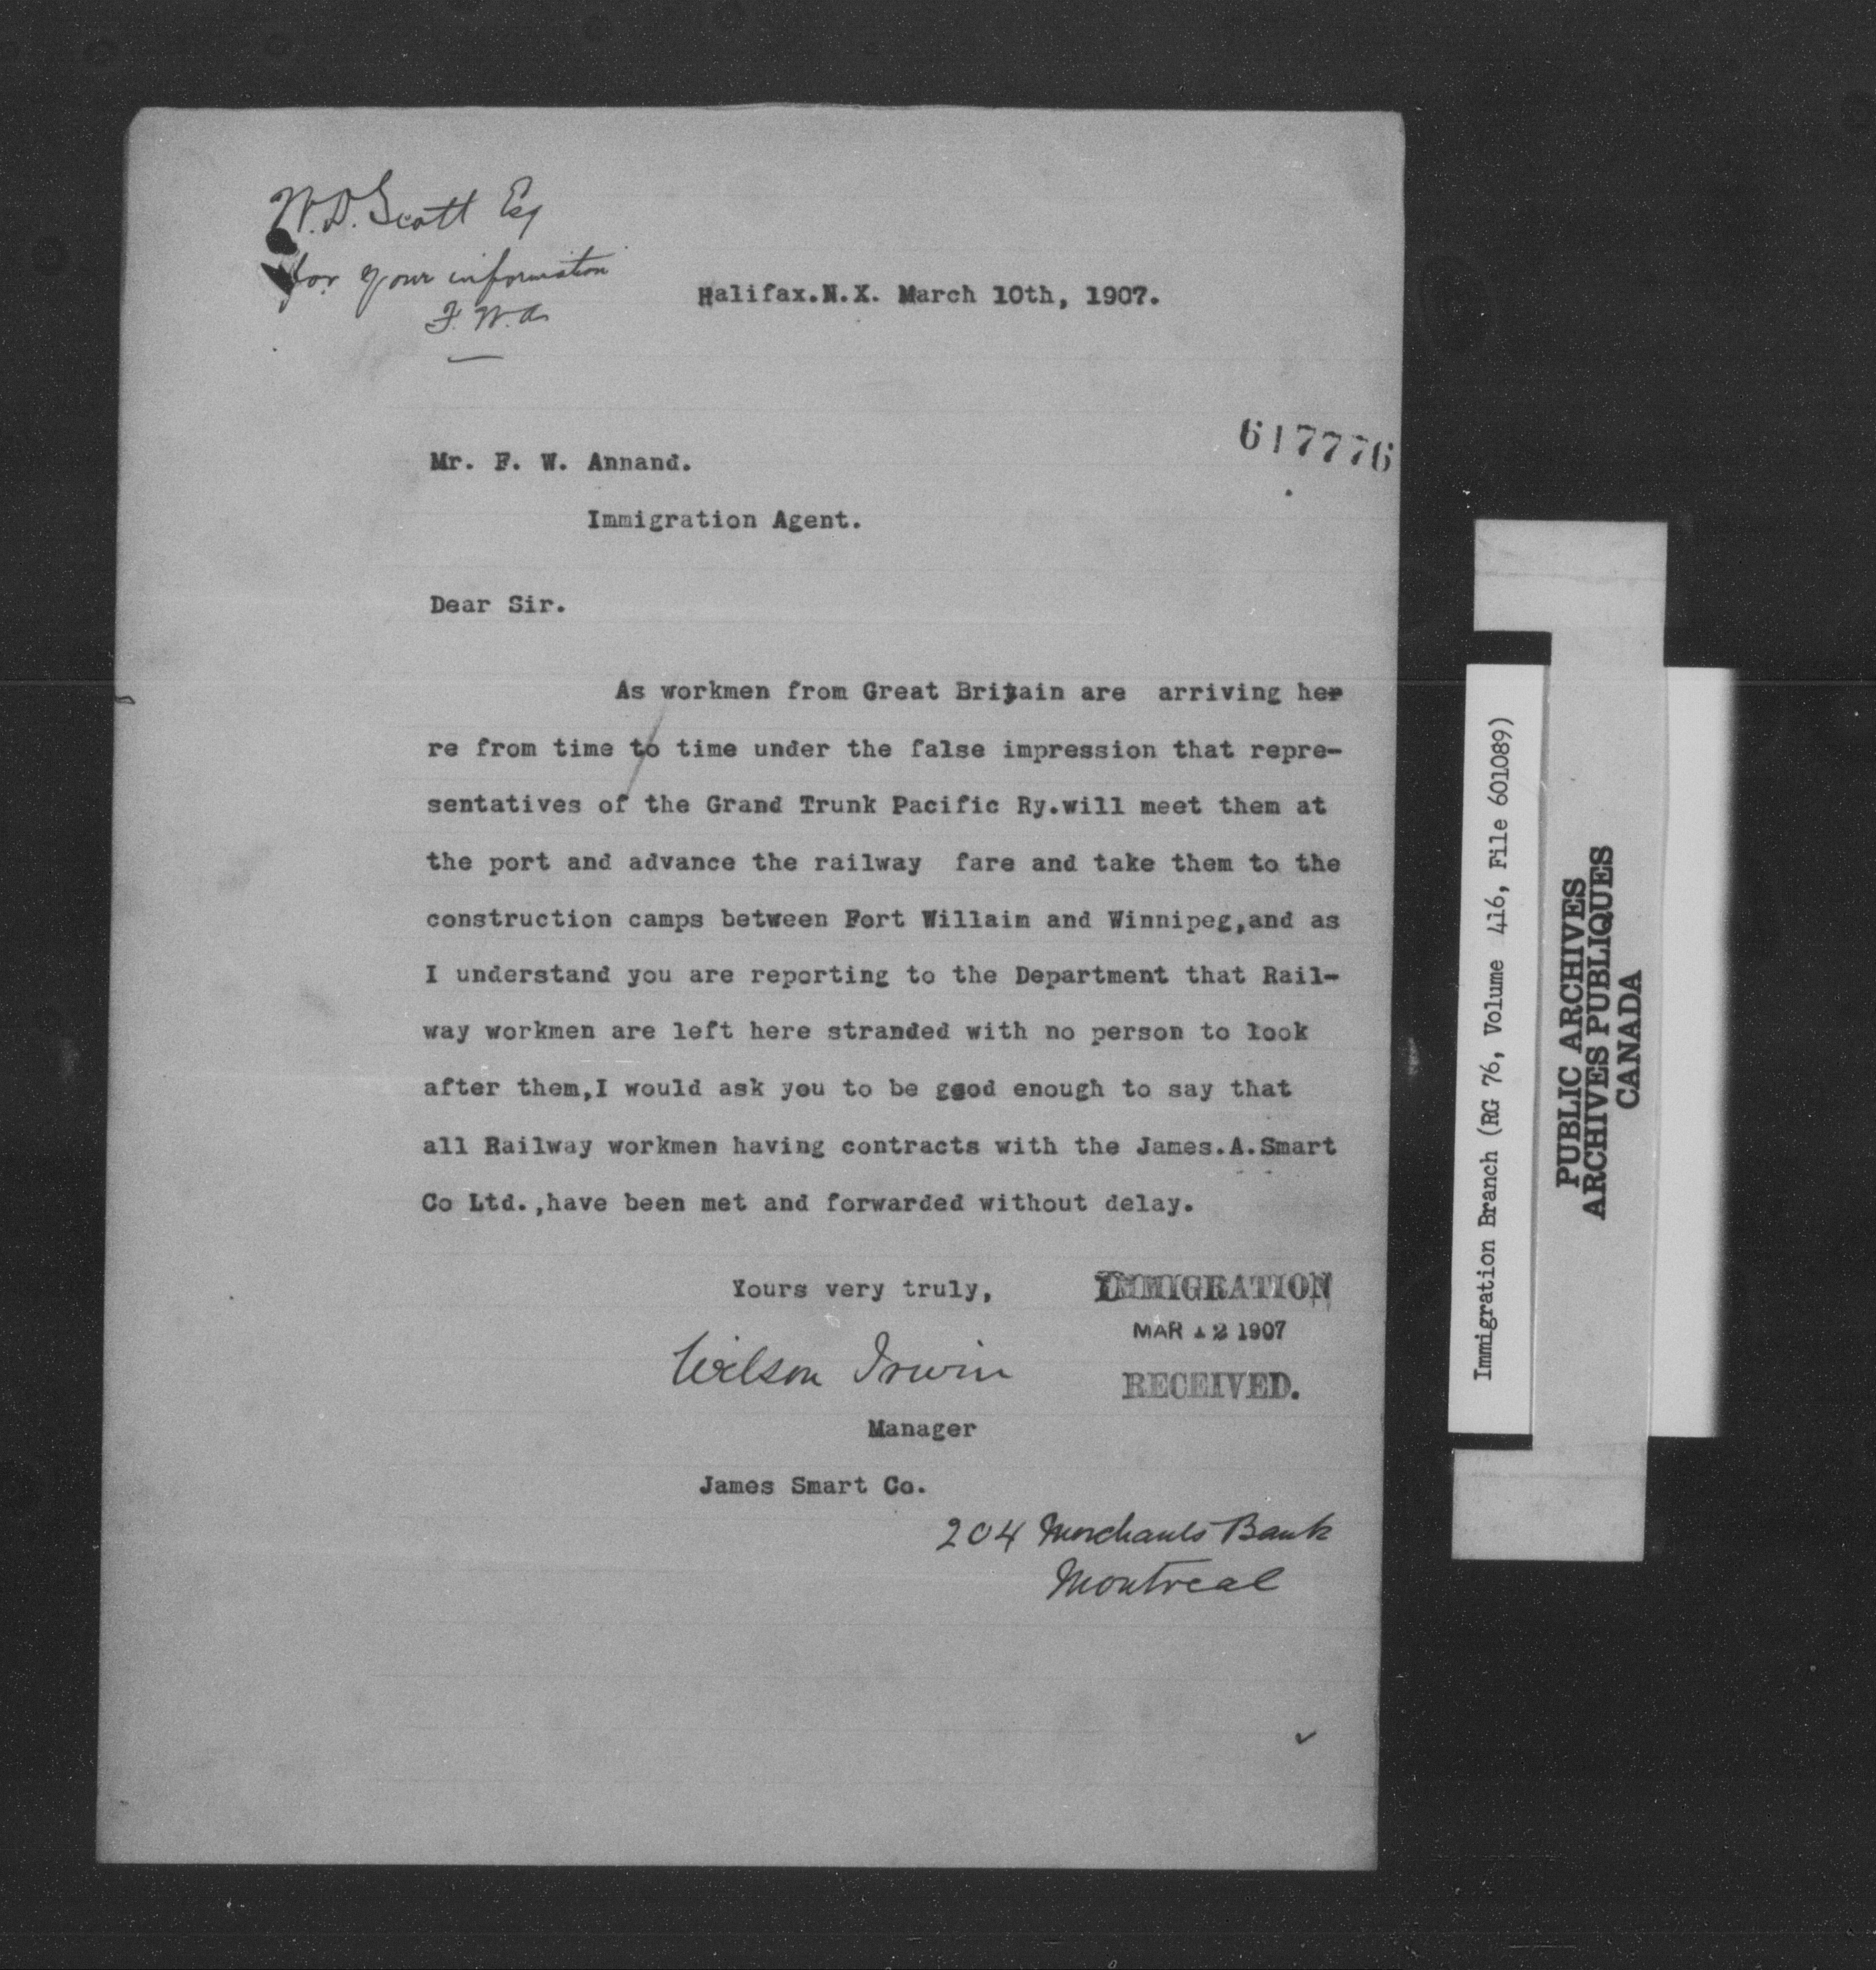 W.D. Scott Esq
for your information
F.W.A.
Halifax.N.X. March 10th, 1907.
617776
Mr. F. W. Annand.
Immigration Agent.
Dear Sir.
As workmen from Great Britain are arriving her
re from time to time under the false impression that repre-
sentatives of the Grand Trunk Pacific Ry.will meet them at
the port and advance the railway fare and take them to the
construction camps between Fort Willaim and Winnipeg,and as
I understand you are reporting to the Department that Rail-
way workmen are left here stranded with no person to look
after them,I would ask you to be good enough to say that
all Railway workmen having contracts with the James.A.Smart
Co Ltd.,have been met and forwarded without delay.
Yours very truly,
IMMIGRATION
MAR 12 1907
RECEIVED.
Wilson Irwin
Manager
James Smart Co.
204 Merchants Bank
Montreal
Immigration Branch (RG 76, Volume 416, File 601089)
PUBLIC ARCHIVES
ARCHIVES PUBLIQUES
CANADA